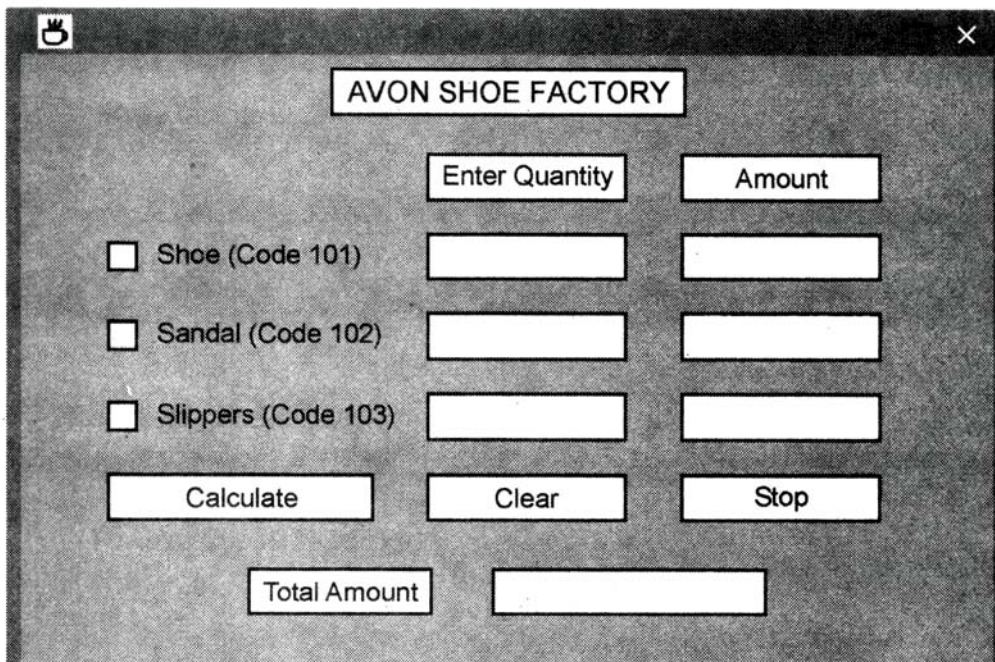 AVON SHOE FACTORY
Enter Quantity Amount
Shoe (Code 101)
Sandal (Code 102)
Slippers (Code 103)
Calculate Clear Stop
Total Amount